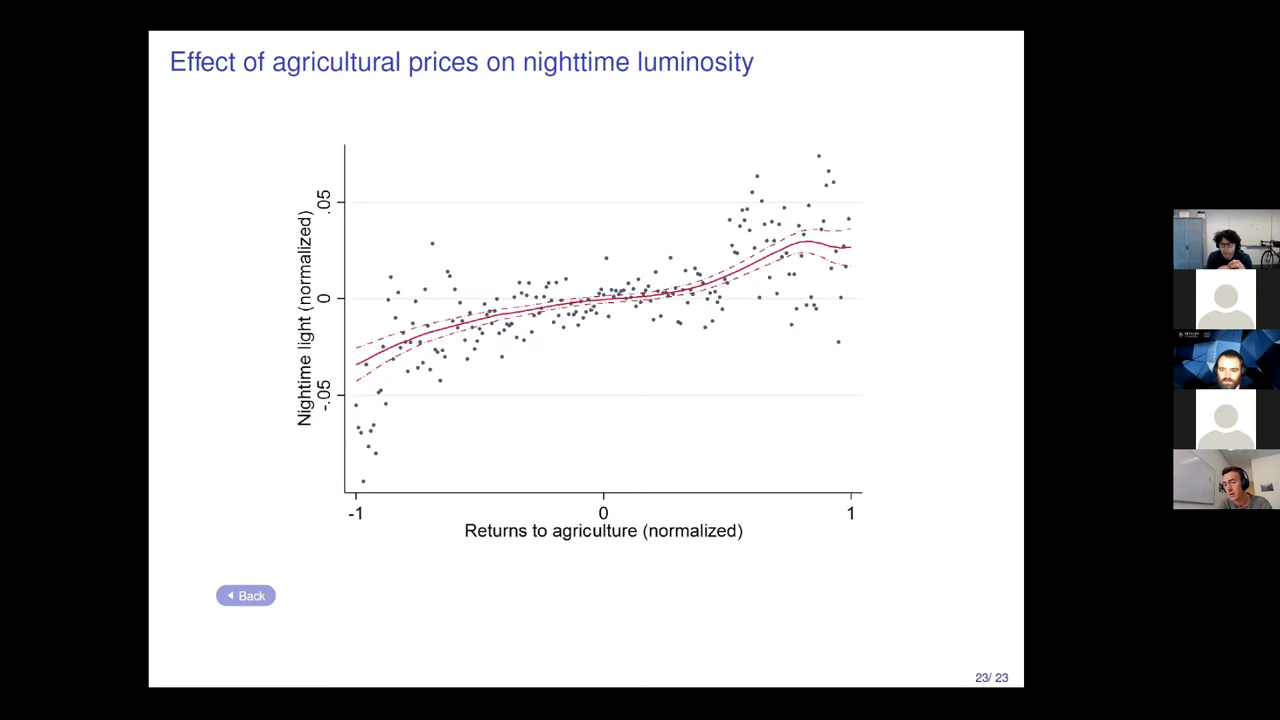 Effect of agricultural prices on nighttime luminosity
.05
0
-.05
Nightime light (normalized)
-1
0
1
Returns to agriculture (normalized)
Back
23/ 23